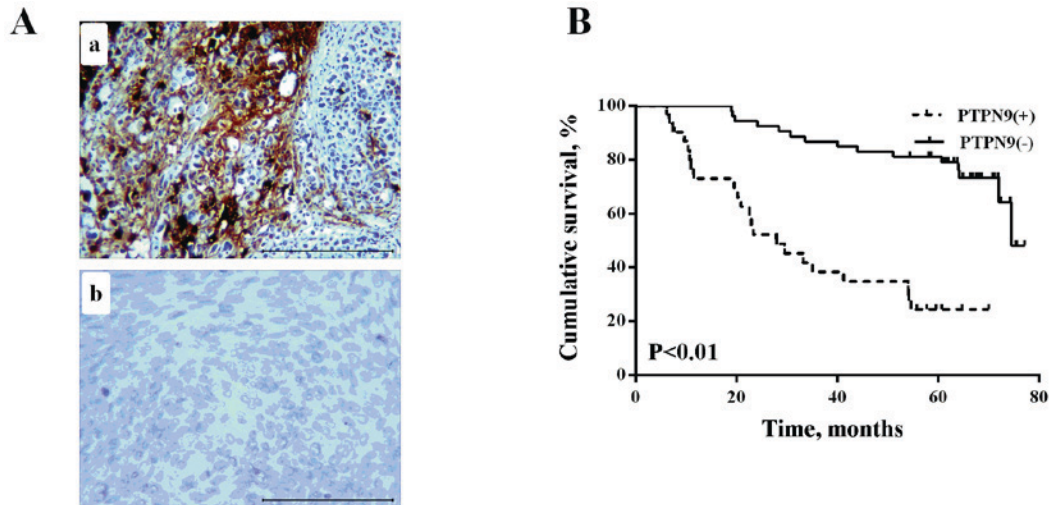 A
a
b
B
Cumulative survival, %
100
80
60
40
20
0
PTPN9(+)
PTPN9(-)
P<0.01
0
20
40
60
80
Time, months